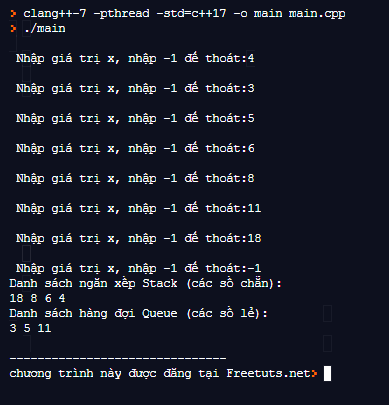 > clang++-7 -pthread -std=c++17 -o main main.cpp
> ./main
Nhập giá trị x, nhập -1 để thoát:4
Nhập giá trị x, nhập -1 để thoát:3
Nhập giá trị x, nhập -1 để thoát:5
Nhập giá trị x, nhập -1 để thoát:6
Nhập giá trị x, nhập -1 để thoát:8
Nhập giá trị x, nhập -1 để thoát:11
Nhập giá trị x, nhập -1 để thoát:18
Nhập giá trị x, nhập -1 để thoát:-1
Danh sách ngăn xếp Stack (các số chẵn):
18 8 6 4
Danh sách hàng đợi Queue (các số lẻ):
3 5 11
-------------------------------
chương trình này được đăng tại Freetuts.net>